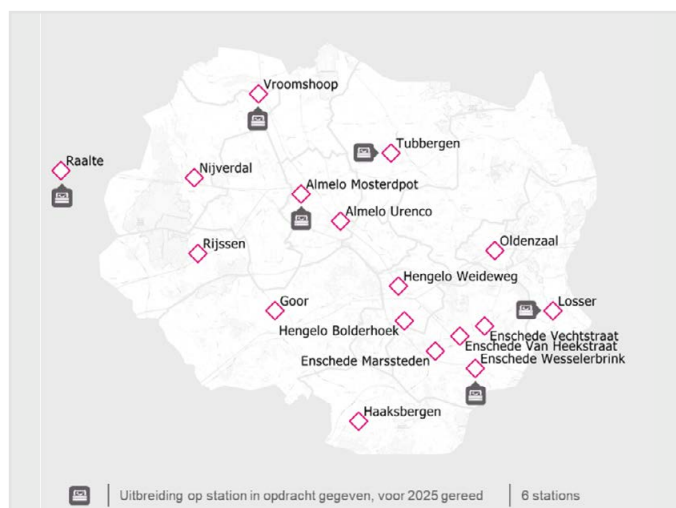 Vroomshoop
Tubbergen
Raalte
Nijverdal
Almelo Mosterdpot
Almelo Urenco
Rijssen
Oldenzaal
Hengelo Weideweg
Goor
Losser
Hengelo Bolderhoek
Enschede Vechtstraat
Enschede Van Heekstraat
Enschede Marssteden
Enschede Wesselerbrink
Haaksbergen
Uitbreiding op station in opdracht gegeven, voor 2025 gereed
6 stations